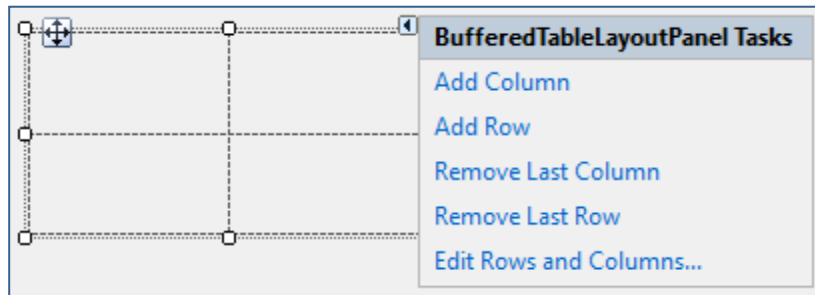 BufferedTableLayoutPanel Tasks
Add Column
Add Row
Remove Last Column
Remove Last Row
Edit Rows and Columns...